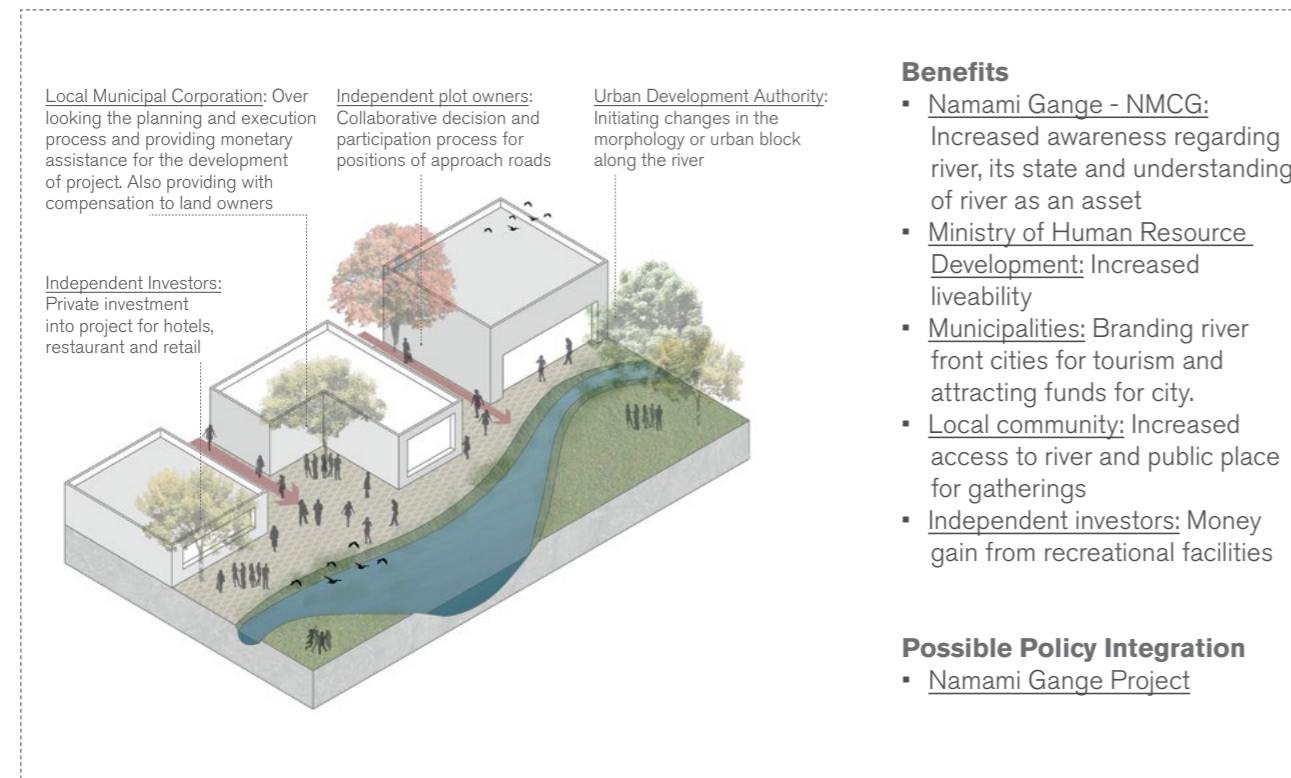 Local Municipal Corporation: Over
looking the planning and execution
process and providing monetary
assistance for the development
of project. Also providing with
compensation to land owners
Independent plot owners:
Collaborative decision and
participation process for
positions of approach roads
Urban Development Authority:
Initiating changes in the
morphology or urban block
along the river
Independent Investors:
Private investment
into project for hotels,
restaurant and retail
Benefits
▪ Namami Gange - NMCG:
Increased awareness regarding
river, its state and understanding
of river as an asset
▪ Ministry of Human Resource
Development: Increased
liveability
▪ Municipalities: Branding river
front cities for tourism and
attracting funds for city.
▪ Local community: Increased
access to river and public place
for gatherings
▪ Independent investors: Money
gain from recreational facilities
Possible Policy Integration
▪ Namami Gange Project